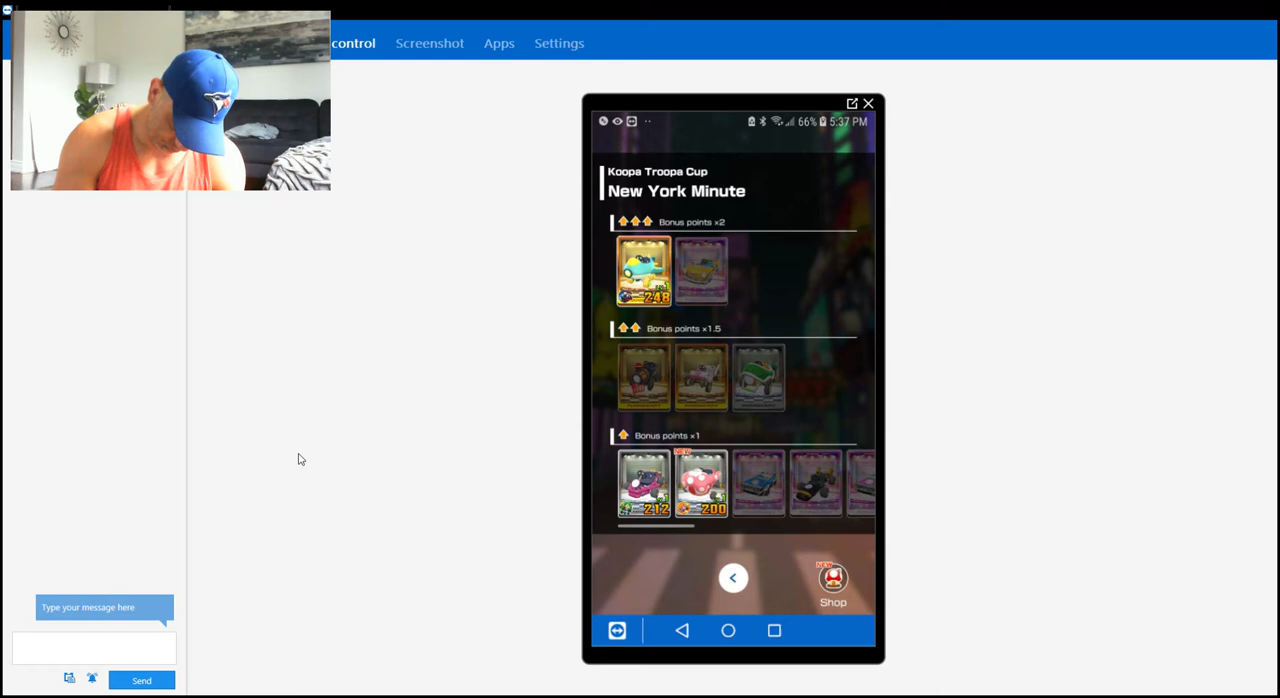 control Screenshot Apps Settings
66% 5:37 PM
Koopa Troopa Cup
New York Minute
Bonus points ×2
248
Bonus points ×1.5
Bonus points ×1
NEW
212 200
NEW
Shop
Type your message here
Send